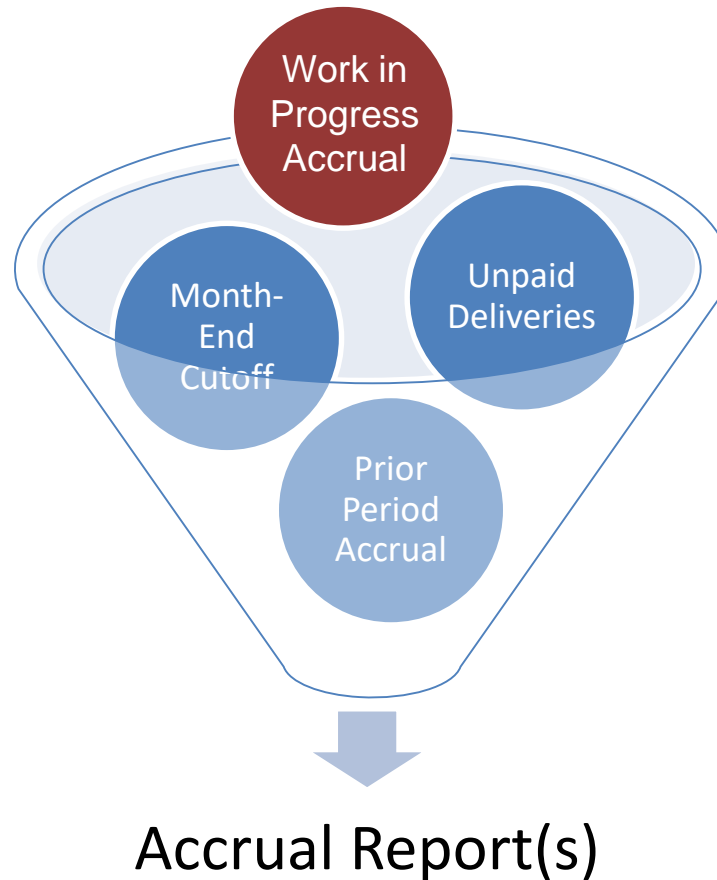 Work in
Progress
Accrual
Month-
End
Cutoff
Unpaid
Deliveries
Prior
Period
Accrual
Accrual Report(s)